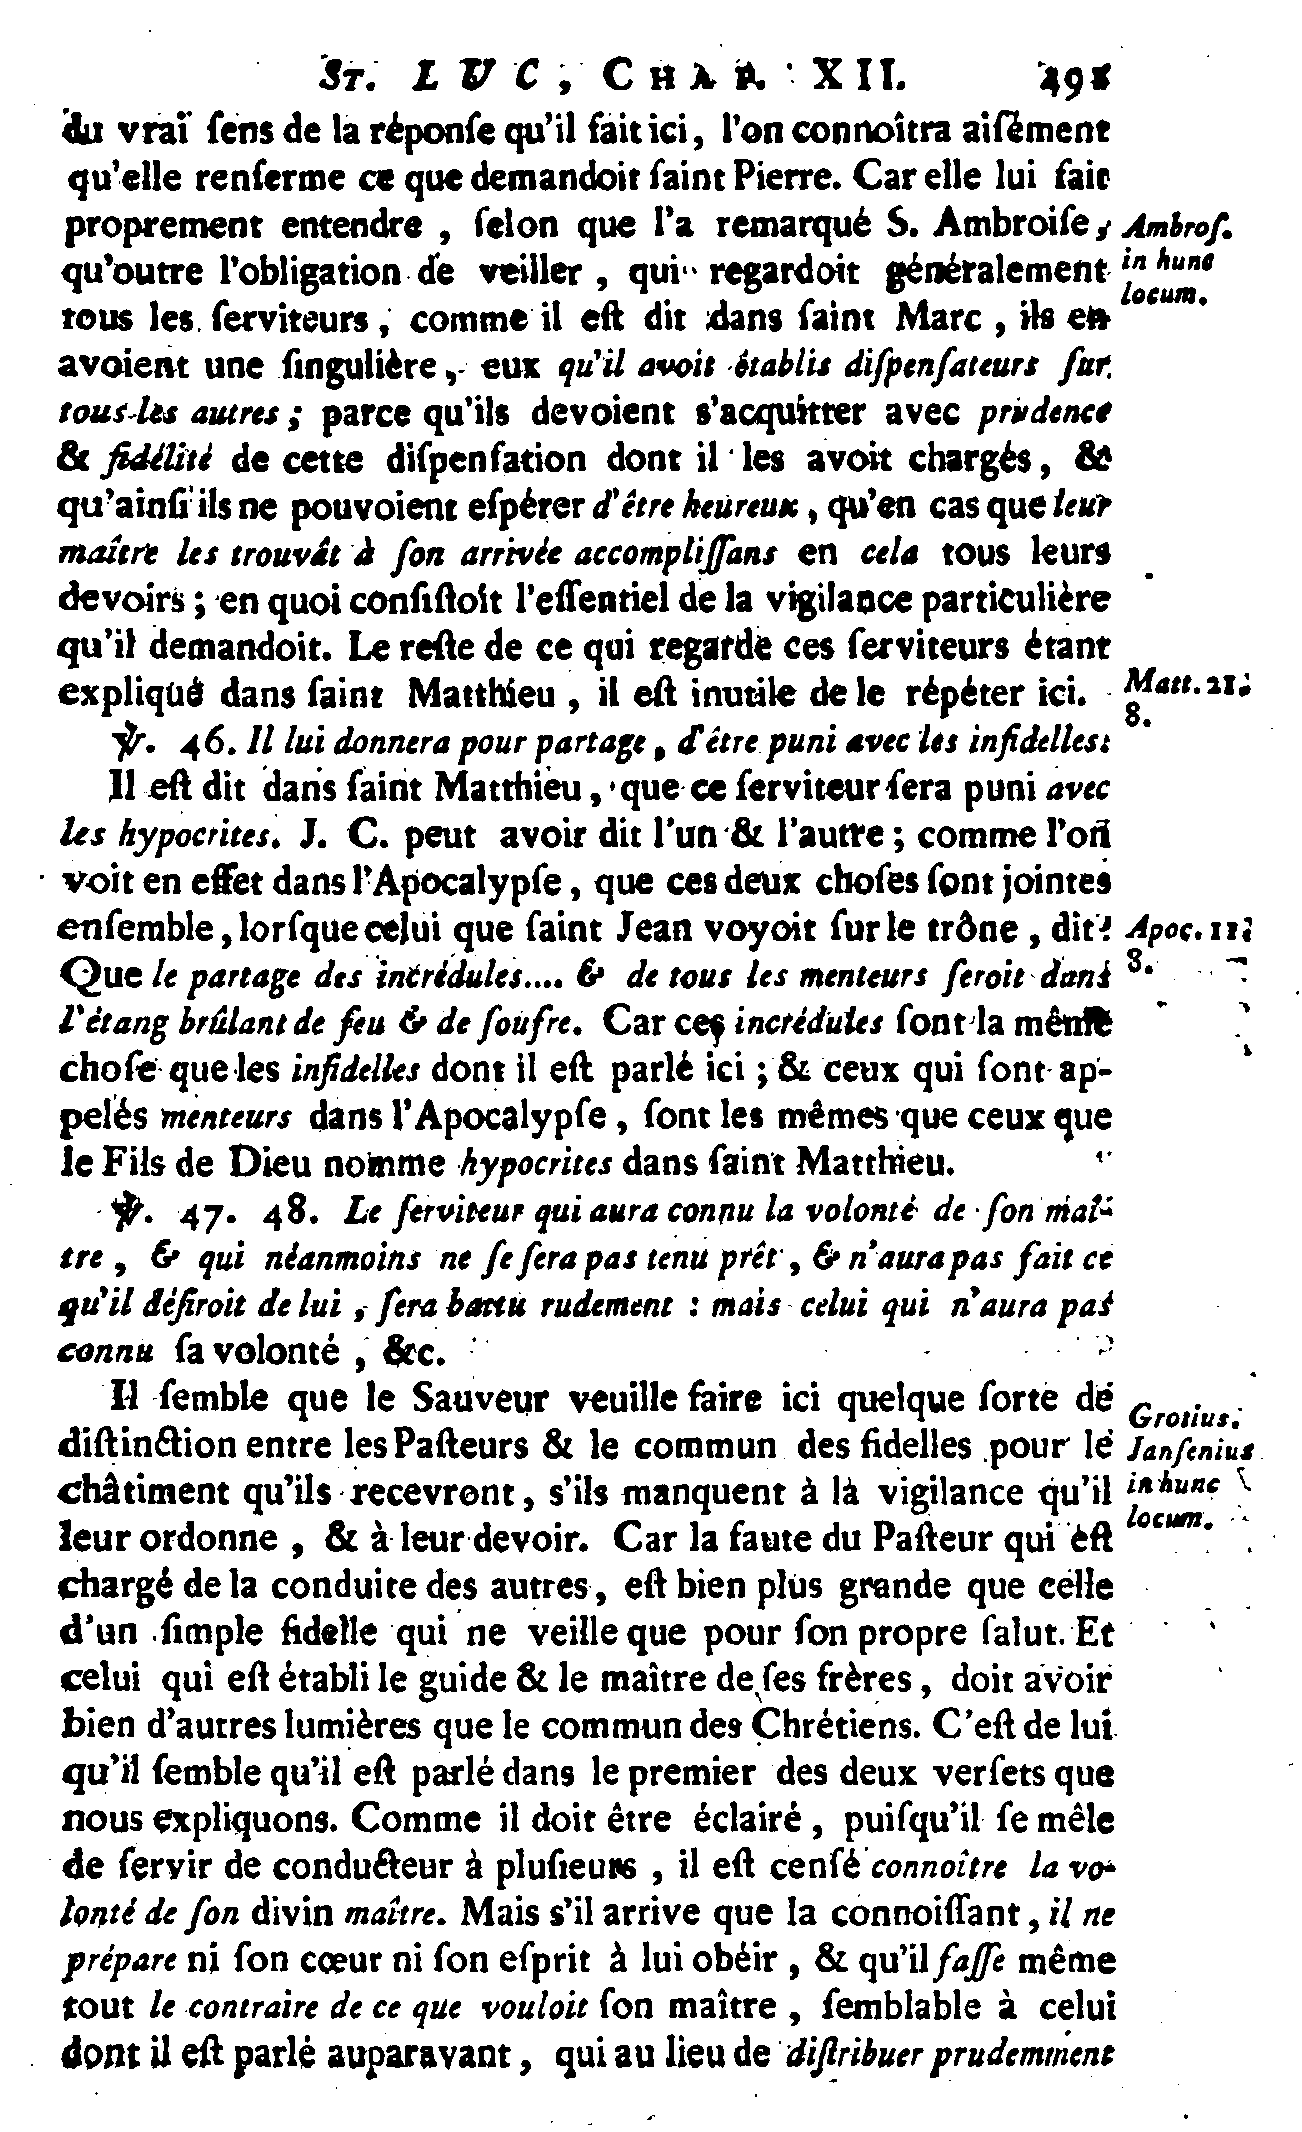 ST. LUC, CHAP. XII. 491
du vrai ſens de la réponſe qu'il fait ici, l'on connoîtra aiſément
qu'elle renferme ce que demandoit ſaint Pierre. Car elle lui fait
proprement entendre, ſelon que l'a remarqué S. Ambroiſe,
Ambroſ.
in hunc
locum.
qu'outre l'obligation de veiller, qui regardoit généralement
tous les ſerviteurs, comme il eſt dit dans ſaint Marc, ils en
avoient une ſingulière, eux qu'il avoit établis diſpenſateurs ſur
tous les autres; parce qu'ils devoient s'acquitter avec prudence
& fidélité de cette diſpenſation dont il les avoit chargés, &
qu'ainſi ils ne pouvoient eſpérer d'être heureux, qu'en cas que leur
maître les trouvât à ſon arrivée accompliſſans en cela tous leurs
devoirs; en quoi conſiſtoit l'eſſentiel de la vigilance particulière
qu'il demandoit. Le reſte de ce qui regarde ces ſerviteurs étant
expliqué dans ſaint Matthieu, il eſt inutile de le répéter ici.
Matt. 21.
8.
℣. 46. Il lui donnera pour partage, d'être puni avec les infidelles.
Il eſt dit dans ſaint Matthieu, que ce ſerviteur ſera puni avec
les hypocrites. J. C. peut avoir dit l'un & l'autre; comme l'on
voit en effet dans l'Apocalypſe, que ces deux choſes ſont jointes
enſemble, lorſque celui que ſaint Jean voyoit ſur le trône, dit:
Apoc.
8.
Que le partage des incrédules.... & de tous les menteurs ſeroit dans
l'étang brûlant de feu & de ſoufre. Car ces incrédules ſont la même
choſe que les infidelles dont il eſt parlé ici; & ceux qui ſont ap-
pelés menteurs dans l'Apocalypſe, ſont les mêmes que ceux que
le Fils de Dieu nomme hypocrites dans ſaint Matthieu.
℣. 47. 48. Le ſerviteur qui aura connu la volonté de ſon maî-
tre, & qui néanmoins ne ſe ſera pas tenu prêt, & n'aura pas fait ce
qu'il déſiroit de lui, ſera battu rudement : mais celui qui n'aura pas
connu ſa volonté, &c.
Il ſemble que le Sauveur veuille faire ici quelque ſorte de
diſtinction entre les Paſteurs & le commun des fidelles pour le
châtiment qu'ils recevront, s'ils manquent à la vigilance qu'il
leur ordonne, & à leur devoir. Car la faute du Paſteur qui eſt
Grotius.
Janſenius
in hunc
locum.
chargé de la conduite des autres, eſt bien plus grande que celle
d'un ſimple fidelle qui ne veille que pour ſon propre ſalut. Et
celui qui eſt établi le guide & le maître de ſes frères, doit avoir
bien d'autres lumières que le commun des Chrétiens. C'eſt de lui
qu'il ſemble qu'il eſt parlé dans le premier des deux verſets que
nous expliquons. Comme il doit être éclairé, puiſqu'il ſe mêle
de ſervir de conducteur à pluſieurs, il eſt cenſé connoître la vo-
lonté de ſon divin maître. Mais s'il arrive que la connoiſſant, il ne
prépare ni ſon cœur ni ſon eſprit à lui obéir, & qu'il faſſe même
tout le contraire de ce que vouloit ſon maître, ſemblable à celui
dont il eſt parlé auparavant, qui au lieu de diſtribuer prudemment